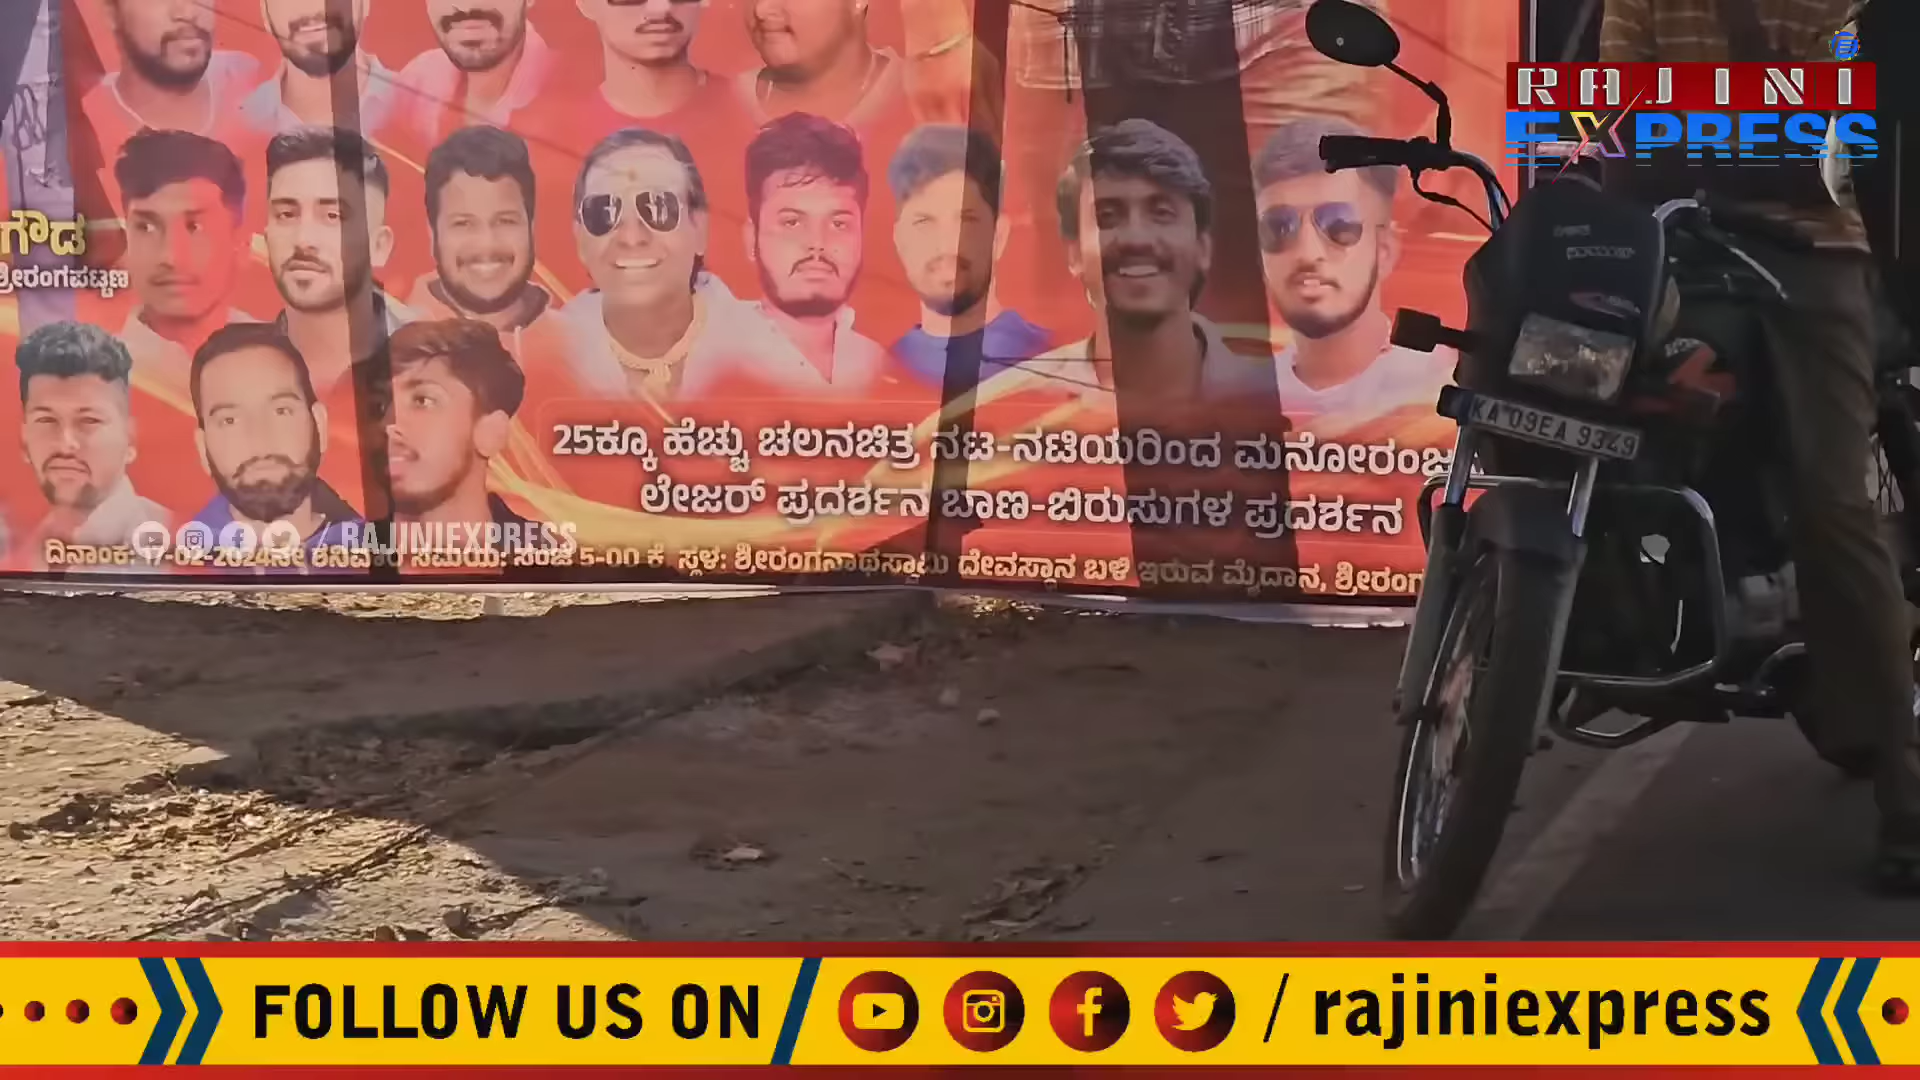 RAJINI
EXPRESS
ಗೌಡ
ಶ್ರೀರಂಗಪಟ್ಟಣ
KA 09EA 9349
25ಕ್ಕೂ ಹೆಚ್ಚು ಚಲನಚಿತ್ರ ನಟ-ನಟಿಯರಿಂದ ಮನೋರಂಜ
ಲೇಜರ್ ಪ್ರದರ್ಶನ ಬಾಣ-ಬಿರುಸುಗಳ ಪ್ರದರ್ಶನ
/ RAJINIEXPRESS
ದಿನಾಂಕ: 17-02-2024ನೇ ಶನಿವಾರ ಸಮಯ: ಸಂಜೆ 5-00 ಕ್ಕೆ ಸ್ಥಳ: ಶ್ರೀರಂಗನಾಥಸ್ವಾಮಿ ದೇವಸ್ಥಾನ ಬಳಿ ಇರುವ ಮೈದಾನ, ಶ್ರೀರಂಗ
FOLLOW US ON / rajiniexpress